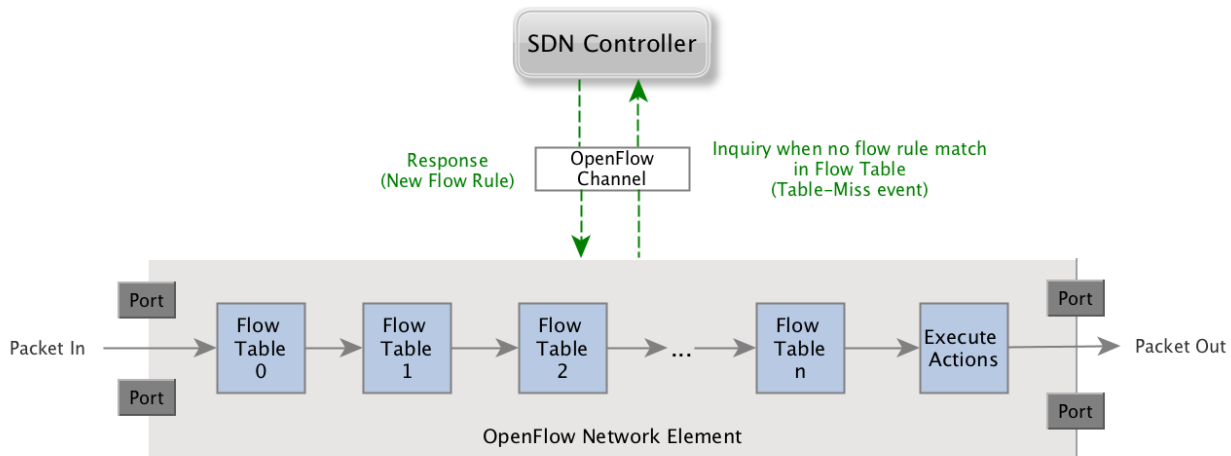 SDN Controller
Response
(New Flow Rule)
OpenFlow
Channel
Inquiry when no flow rule match
in Flow Table
(Table-Miss event)
Port
Port
Packet In
Flow
Table
0
Flow
Table
1
Flow
Table
2
...
Flow
Table
n
Execute
Actions
Port
Packet Out
Port
OpenFlow Network Element